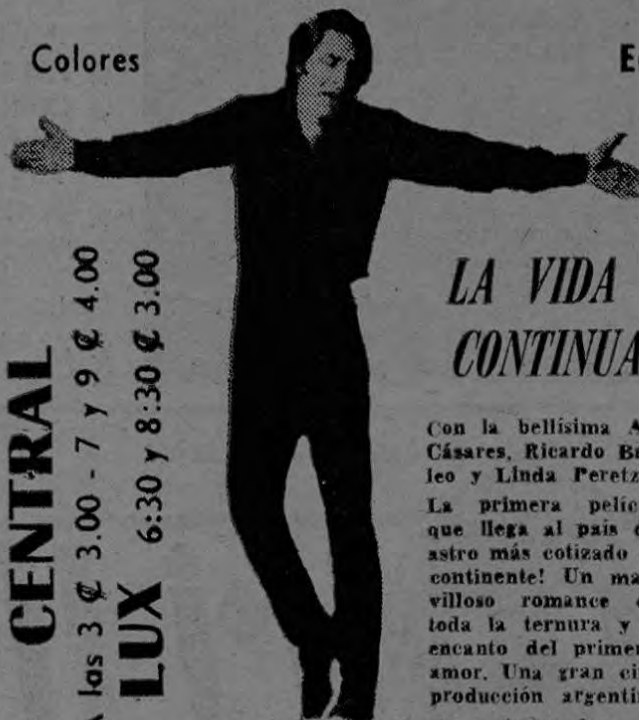 Colores
LA VIDA
CONTINUA
Con la bellísima
Cásares, Ricardo
leo y Linda Peretz
La primera
que llega al país
astro más cotizado
continente! Un
villoso romance
toda la ternura y
encanto del
amor. Una gran
producción
CENTRAL
A las 3 ₡ 3.00 - 7 y 9 ₡ 4.00
LUX 6:30 y 8:30 ₡ 3.00